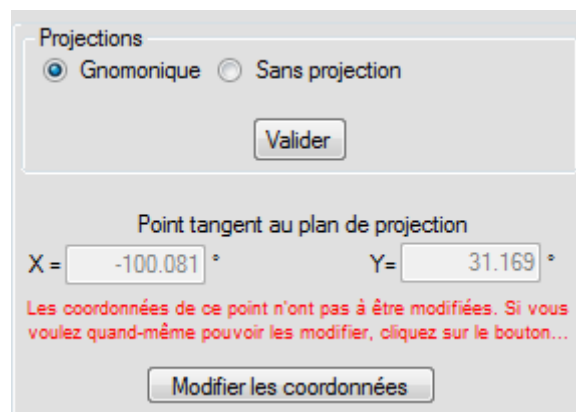 Projections
Gnomonique Sans projection
Valider
Point tangent au plan de projection
X = -100.081 ° Y= 31.169 °
Les coordonnées de ce point n'ont pas à être modifiées. Si vous
voulez quand-même pouvoir les modifier, cliquez sur le bouton...
Modifier les coordonnées